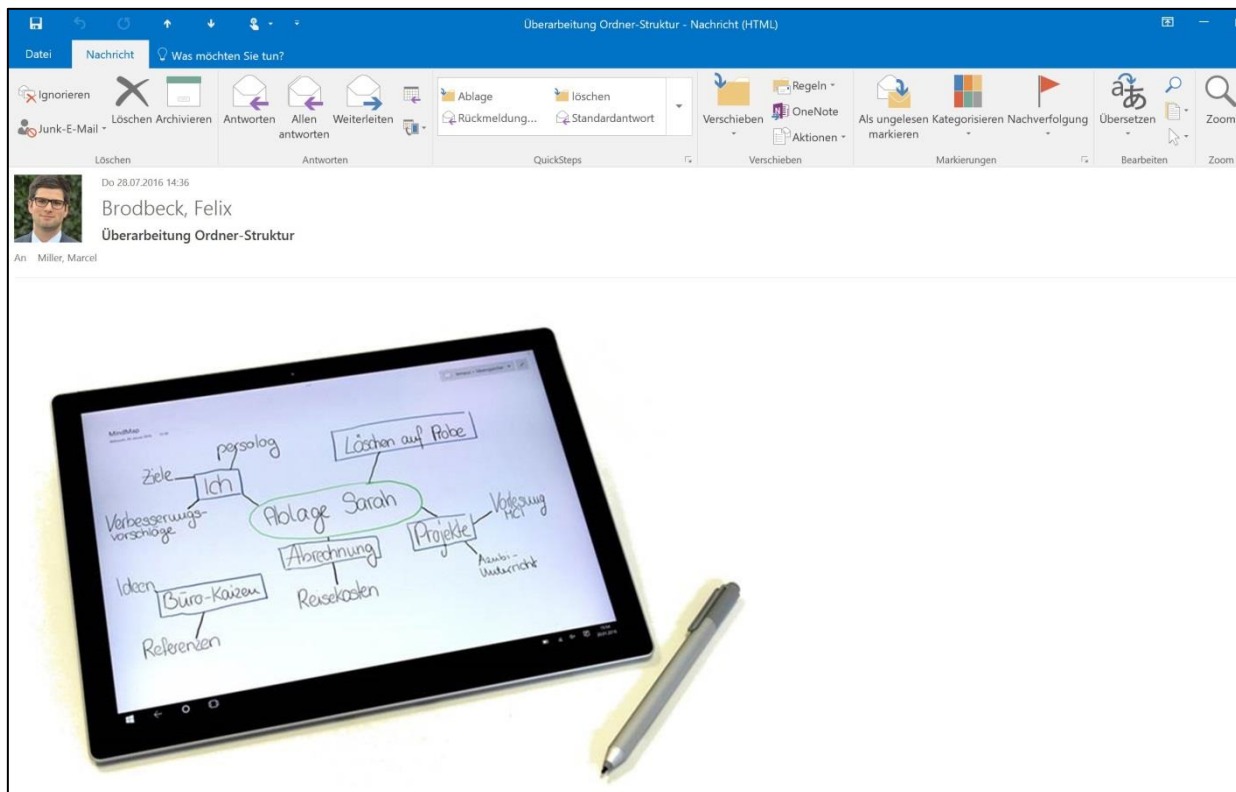 Überarbeitung Ordner-Struktur - Nachricht (HTML)
Datei Nachricht Was möchten Sie tun?
Ignorieren
Junk-E-Mail
Löschen Archivieren
Löschen
Antworten Allen antworten Weiterleiten
Antworten
Ablage löschen
Rückmeldung... Standardantwort
QuickSteps
Verschieben
Regeln
OneNote
Aktionen
Verschieben
Als ungelesen markieren Kategorisieren Nachverfolgung
Markierungen
Übersetzen
Bearbeiten
Zoom
Zoom
Do 28.07.2016 14:36
Brodbeck, Felix
Überarbeitung Ordner-Struktur
An Miller, Marcel
MindMap
persolog
Löschen auf Probe
Ziele
Ich
Ablage Sarah
Verbesserungs-
vorschläge
Vorlesung
HCI
Projekte
Abrechnung
Azubi-
Unterricht
Ideen
Büro-Kaizen
Reisekosten
Referenzen